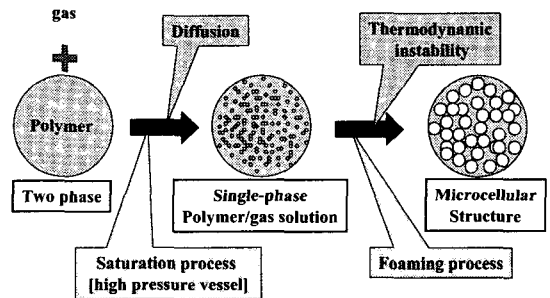 gas
Diffusion
Thermodynamic
instability
Polymer
Two phase
Single-phase
Polymer/gas solution
Microcellular
Structure
Saturation process
[high pressure vessel]
Foaming process